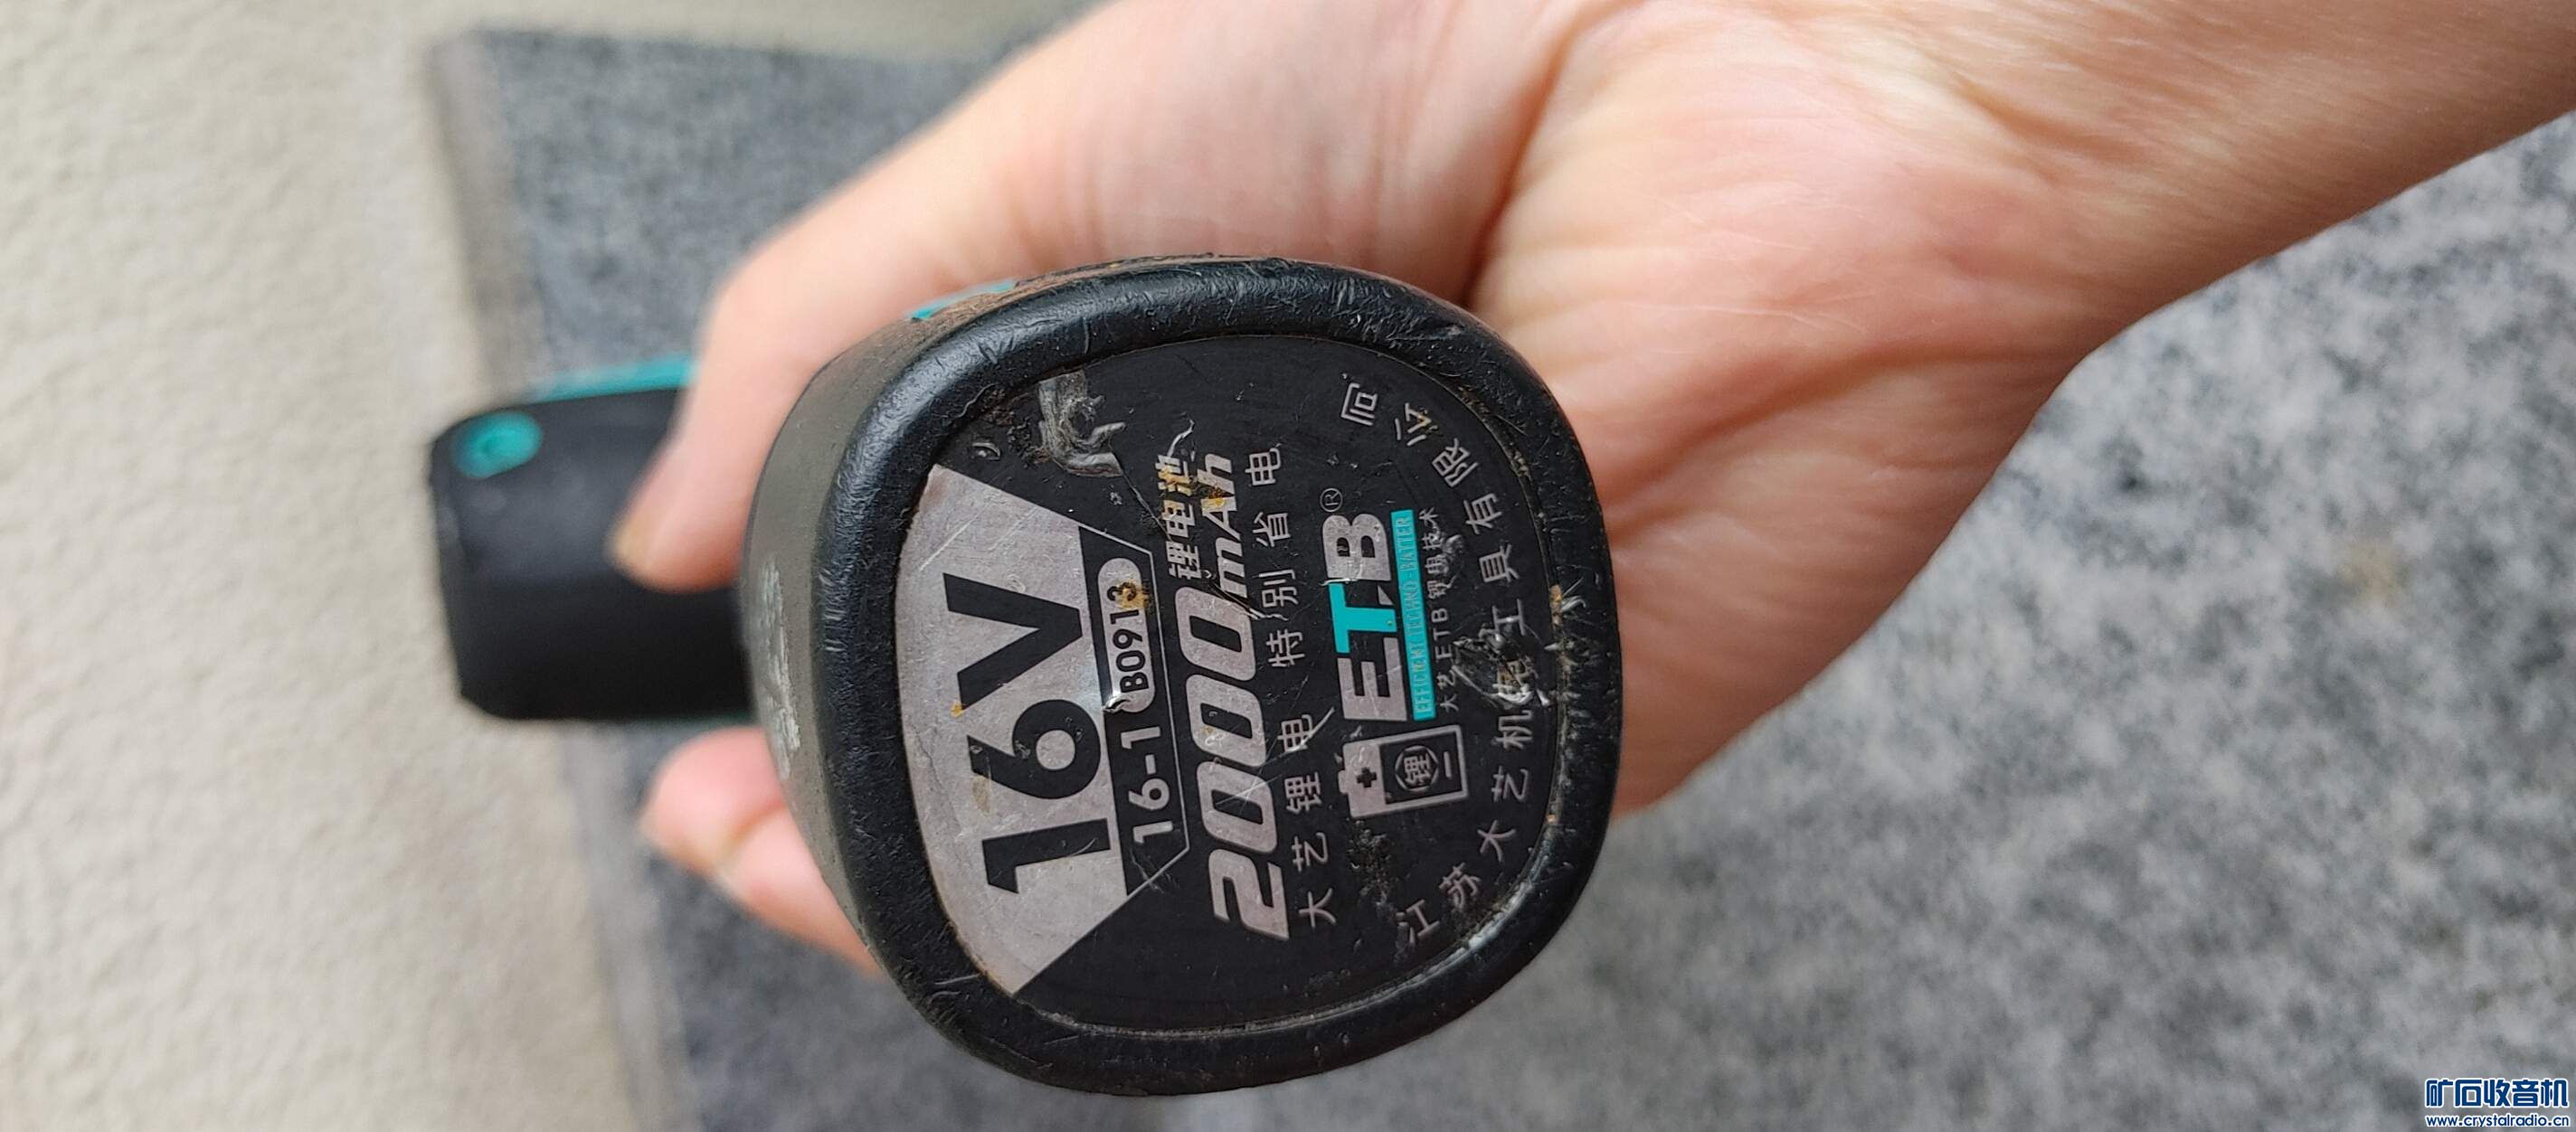 16V
16-1 B0913
锂电池
2000mAh
大艺锂电 特别省电
锂
ETB®
EFFICIENT TECHNO-BATTER
大艺ETB锂电技术
江苏大艺机电工具有限公司
矿石收音机
www.crystalradio.cn